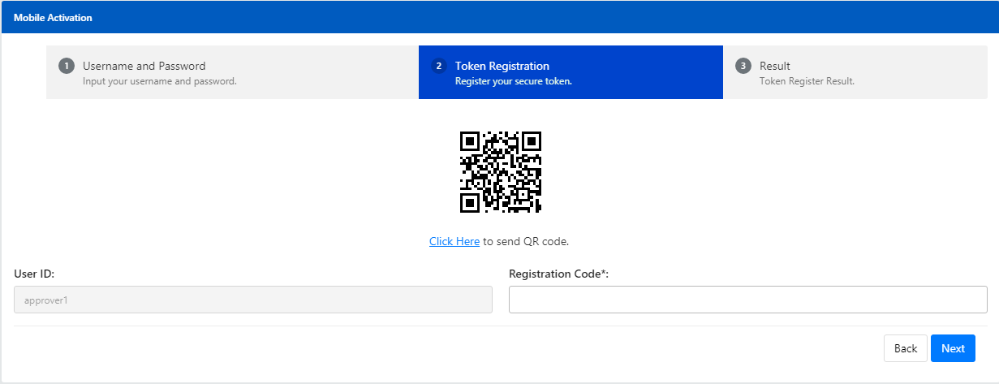 Mobile Activation
1 Username and Password
Input your username and password.
2 Token Registration
Register your secure token.
3 Result
Token Register Result.
Click Here to send QR code.
User ID:
Registration Code*:
approver1
Back Next